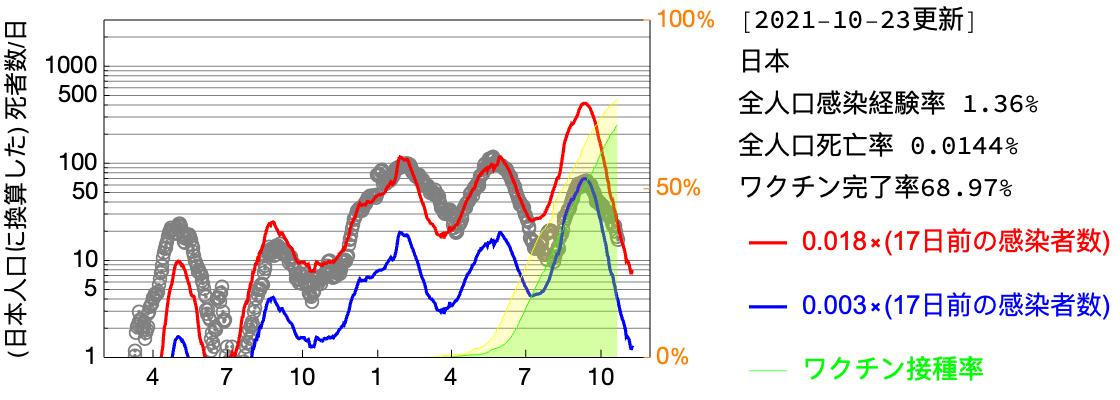 (日本人口に換算した) 死者数/日
1000
500
100
50
10
5
1
4 7 10 1 4 7 10
100%
50%
0%
[2021-10-23更新]
日本
全人口感染経験率 1.36%
全人口死亡率 0.0144%
ワクチン完了率68.97%
0.018×(17日前の感染者数)
0.003×(17日前の感染者数)
ワクチン接種率